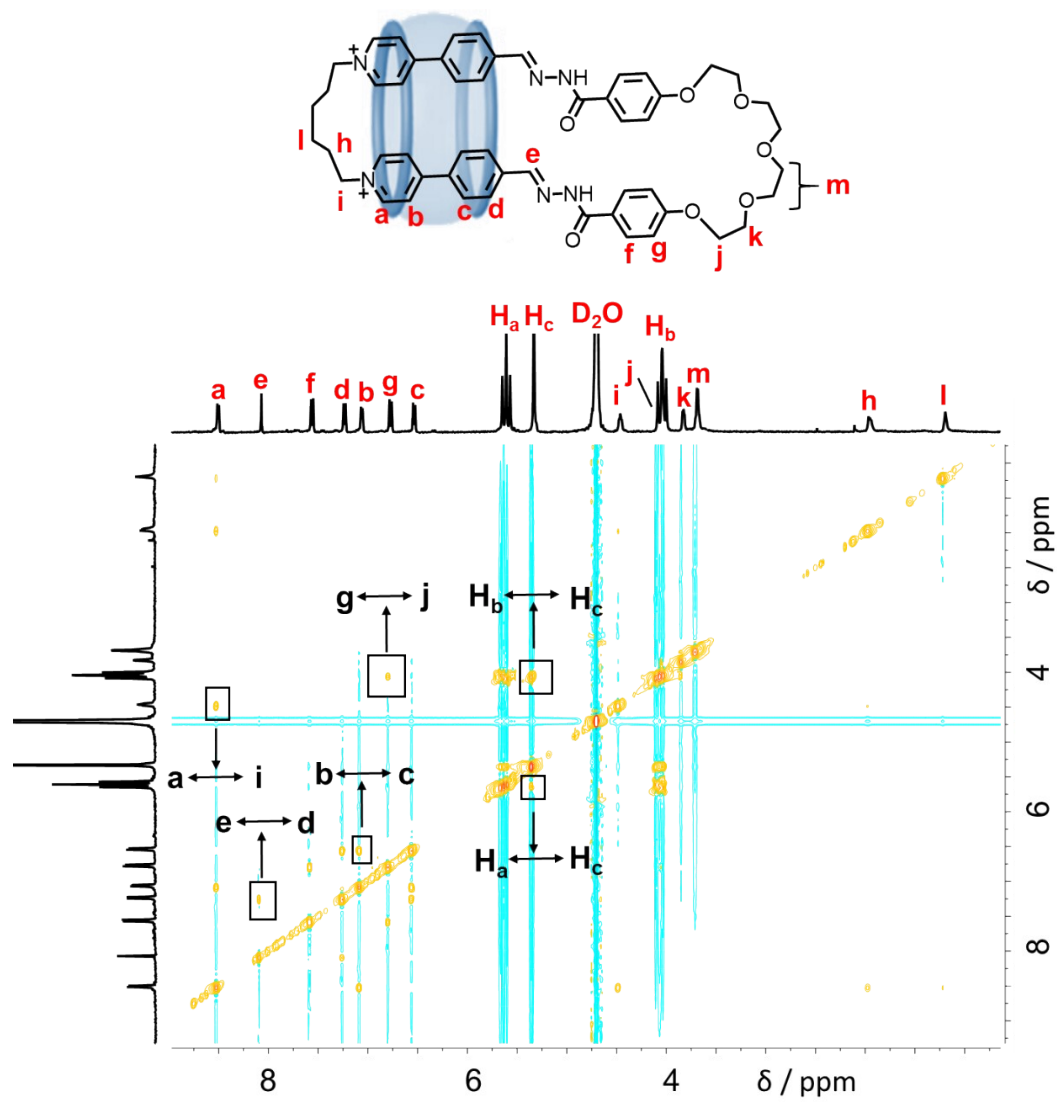 +
N
N
NH
O
O
O
O
l
h
e
O
m
i
N
+
a
b
c
d
N
NH
O
O
O
f
g
j
k
Ha Hc D2O Hb
a e f d b g c i j k m h l
g j
Hb Hc
a i
b c
e d
Ha Hc
4
6
8
δ / ppm
8 6 4 δ / ppm